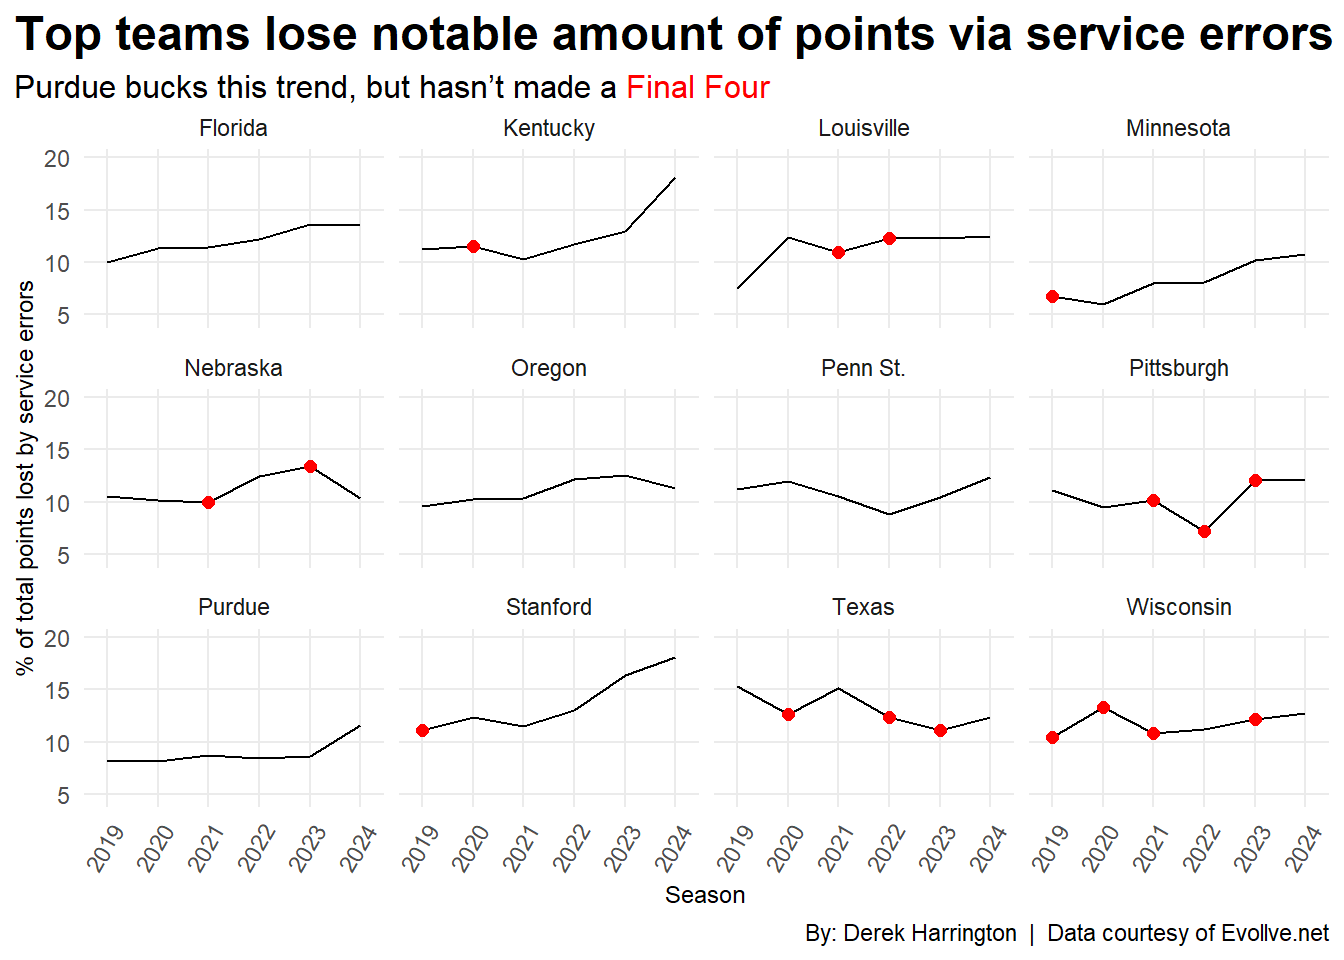 Top teams lose notable amount of points via service errors
Purdue bucks this trend, but hasn’t made a Final Four
Florida Kentucky Louisville Minnesota
20
15
10
5
Nebraska Oregon Penn St. Pittsburgh
20
15
10
5
Purdue Stanford Texas Wisconsin
20
15
10
5
% of total points lost by service errors
2019 2020 2021 2022 2023 2024 2019 2020 2021 2022 2023 2024 2019 2020 2021 2022 2023 2024 2019 2020 2021 2022 2023 2024
Season
By: Derek Harrington | Data courtesy of Evollve.net